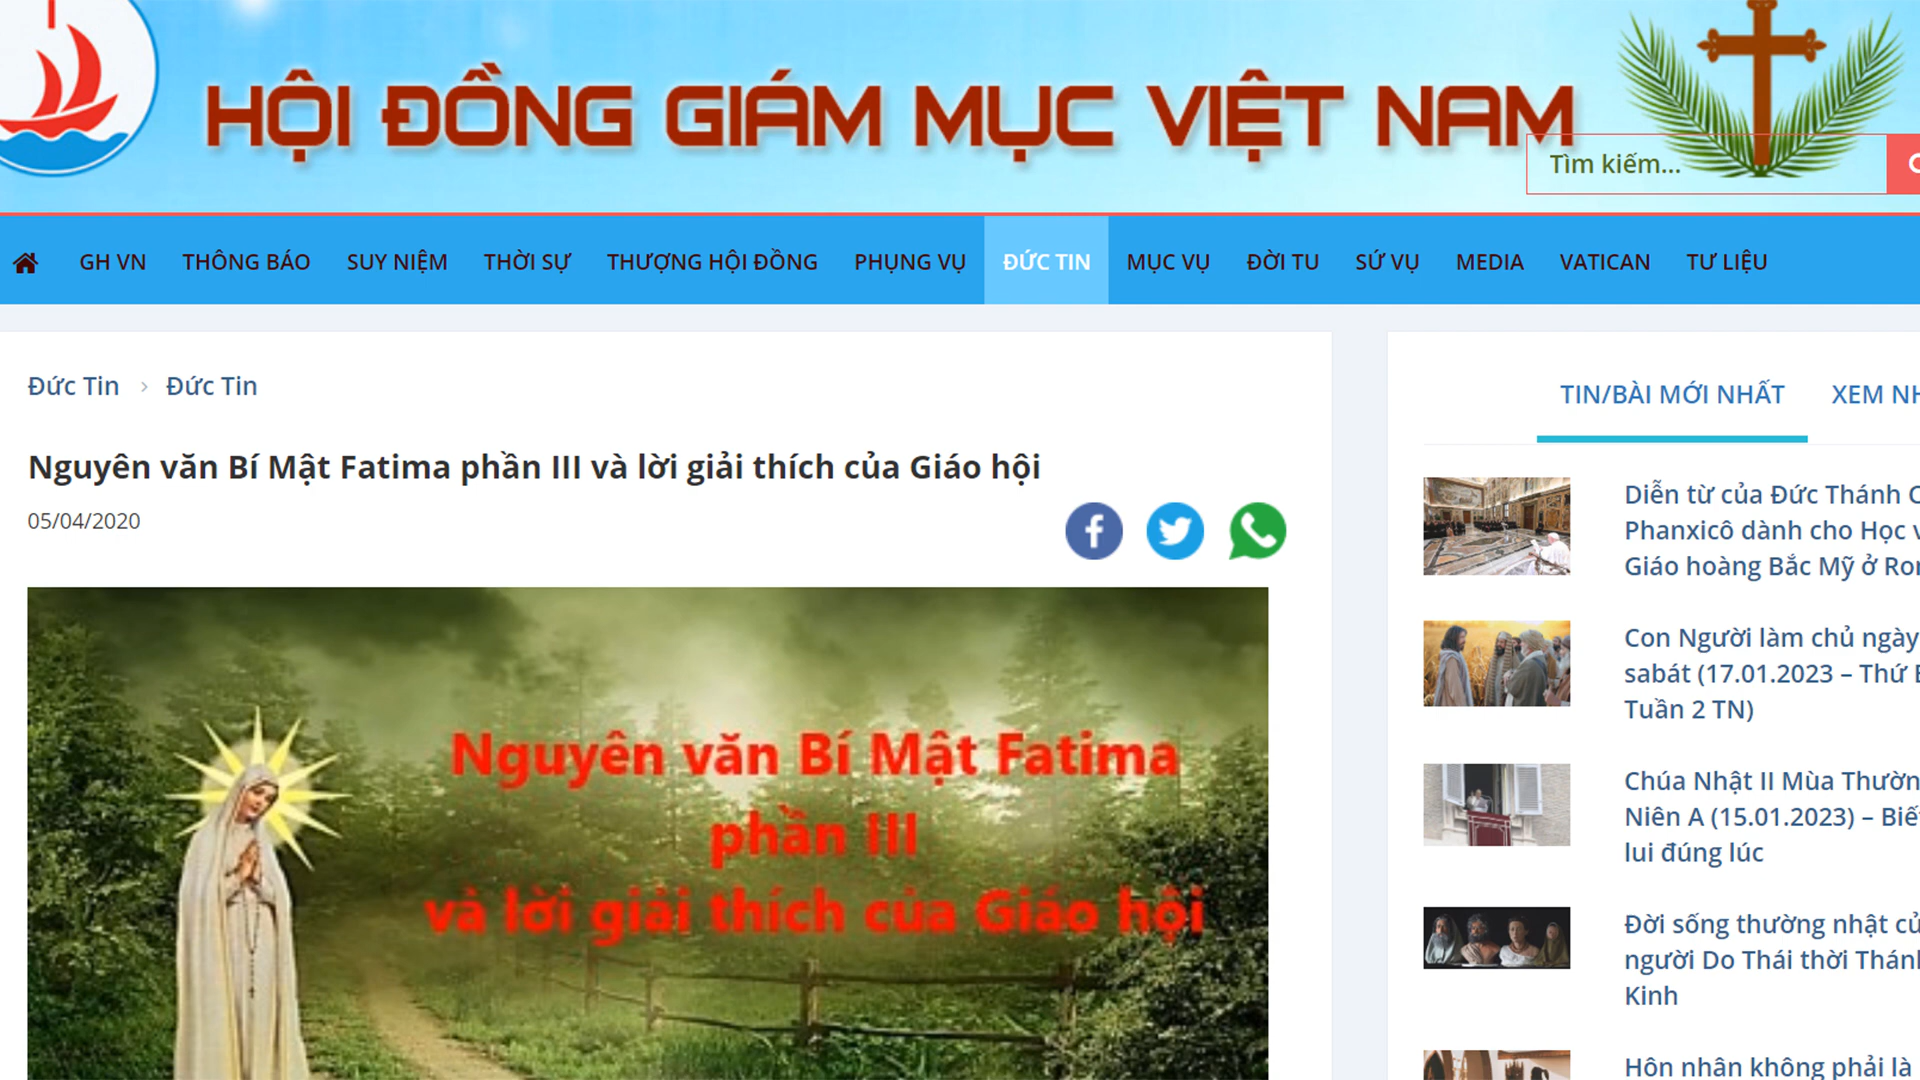 HỘI ĐỒNG GIÁM MỤC VIỆT NAM
Tìm kiếm...
GH VN THÔNG BÁO SUY NIỆM THỜI SỰ THƯỢNG HỘI ĐỒNG PHỤNG VỤ ĐỨC TIN MỤC VỤ ĐỜI TU SỨ VỤ MEDIA VATICAN TƯ LIỆU
Đức Tin › Đức Tin
Nguyên văn Bí Mật Fatima phần III và lời giải thích của Giáo hội
05/04/2020
Nguyên văn Bí Mật Fatima
phần III
và lời giải thích của Giáo hội
TIN/BÀI MỚI NHẤT XEM
Diễn từ của Đức Thánh
Phanxicô dành cho Học
Giáo hoàng Bắc Mỹ ở
Con Người làm chủ ngày
sabát (17.01.2023 – Thứ
Tuần 2 TN)
Chúa Nhật II Mùa
Niên A (15.01.2023) –
lui đúng lúc
Đời sống thường nhật
người Do Thái thời
Kinh
Hôn nhân không phải là